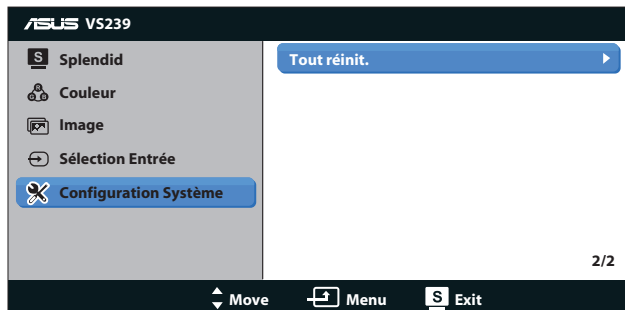 ASUS VS239
S Splendid
Tout réinit.
R G B Couleur
Image
Sélection Entrée
Configuration Système
2/2
Move Menu S Exit